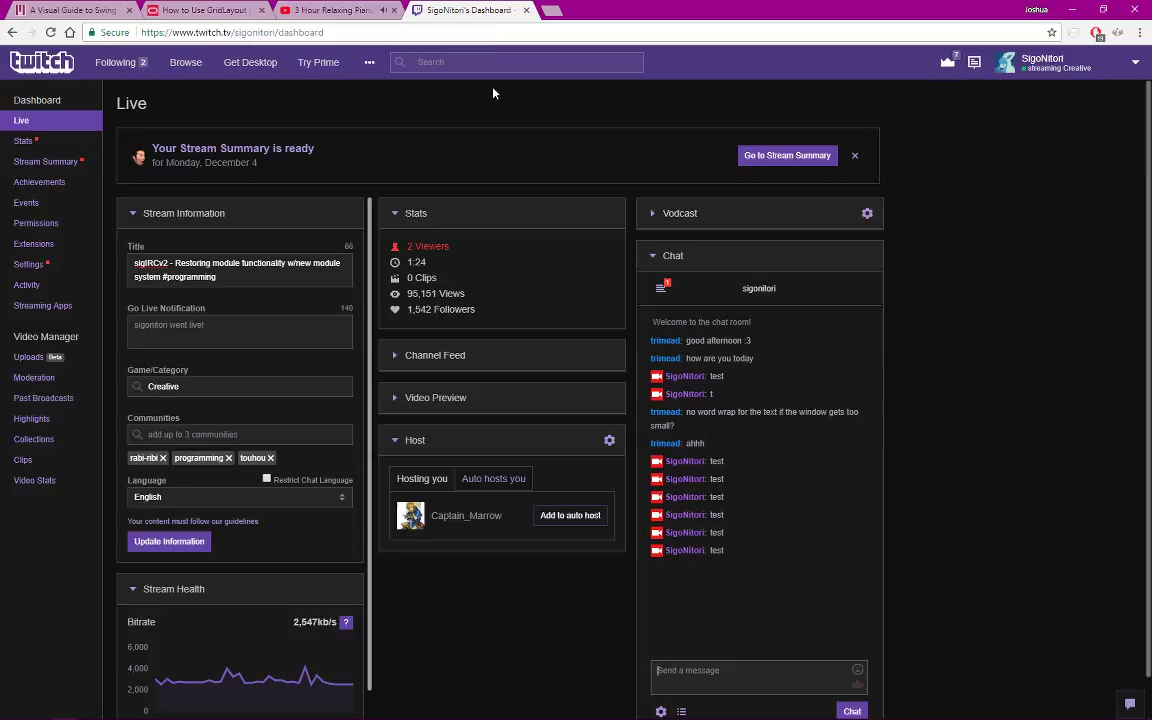 A Visual Guide to Swing
How to Use GridLayout
3 Hour Relaxing Pian
SigoNitori's Dashboard -
Joshua
Secure
https://www.twitch.tv/sigonitori/dashboard
twitch
Following 2
Browse
Get Desktop
Try Prime
Search
7
SigoNitori
streaming Creative
Dashboard
Live
Stats
Stream Summary
Achievements
Events
Permissions
Extensions
Settings
Activity
Streaming Apps
Video Manager
Uploads Beta
Moderation
Past Broadcasts
Highlights
Collections
Clips
Video Stats
Live
Your Stream Summary is ready
for Monday, December 4
Go to Stream Summary
Stream Information
Title 66
sigIRCv2 - Restoring module functionality w/new module
system #programming
Go Live Notification 140
sigonitori went live!
Game/Category
Creative
Communities
add up to 3 communities
rabi-ribi
programming
touhou
Language
Restrict Chat Language
English
Your content must follow our guidelines
Update Information
Stream Health
Bitrate 2,547kb/s ?
6,000
4,000
2,000
0
Stats
2 Viewers
1:24
0 Clips
95,151 Views
1,542 Followers
Channel Feed
Video Preview
Host
Hosting you
Auto hosts you
Captain_Marrow
Add to auto host
Vodcast
Chat
1
sigonitori
Welcome to the chat room!
trimead: good afternoon :3
trimead: how are you today
SigoNitori: test
SigoNitori: t
trimead: no word wrap for the text if the window gets too
small?
trimead: ahhh
SigoNitori: test
SigoNitori: test
SigoNitori: test
SigoNitori: test
SigoNitori: test
SigoNitori: test
Send a message
Chat